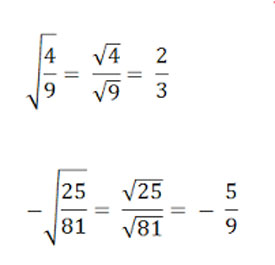 √(4/9) = √4/√9 = 2/3
−√(25/81) = √25/√81 = − 5/9